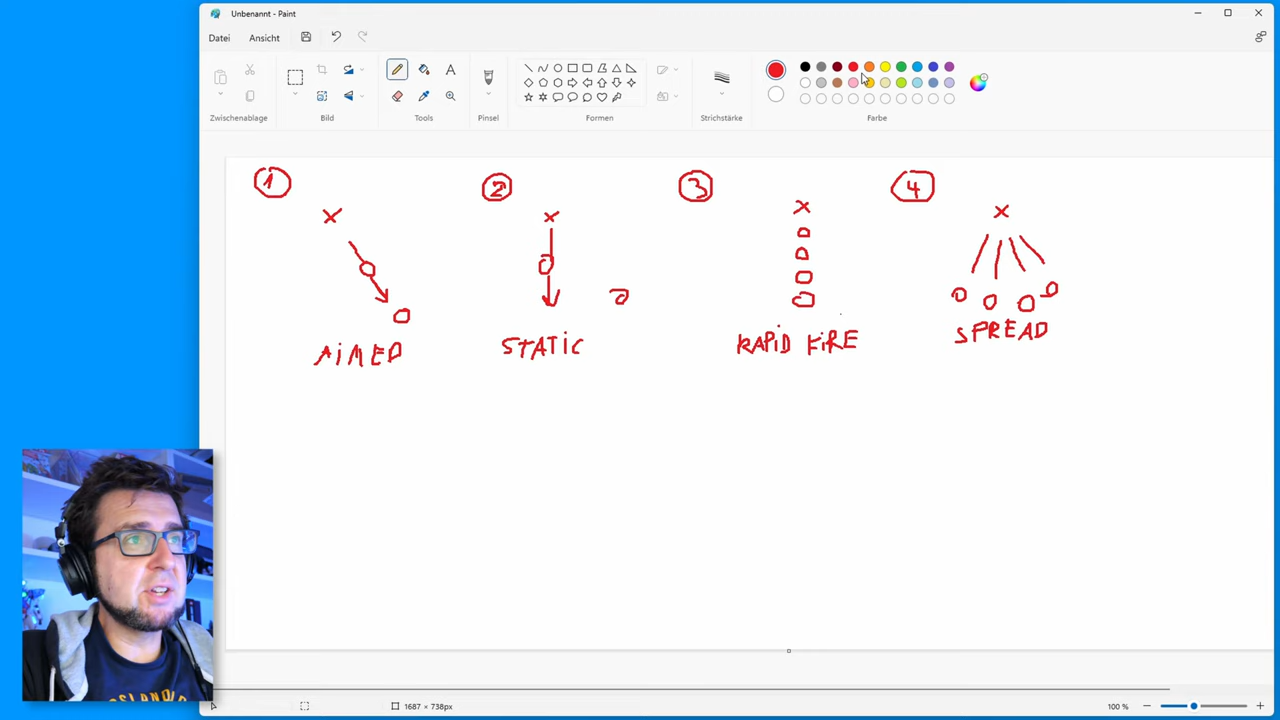 Unbenannt - Paint
Datei Ansicht
Zwischenablage Bild Tools Pinsel Formen Strichstärke Farbe
1 2 3 4
AiMED STATiC RAPiD FiRE SPREAD
1687 × 738px 100 %